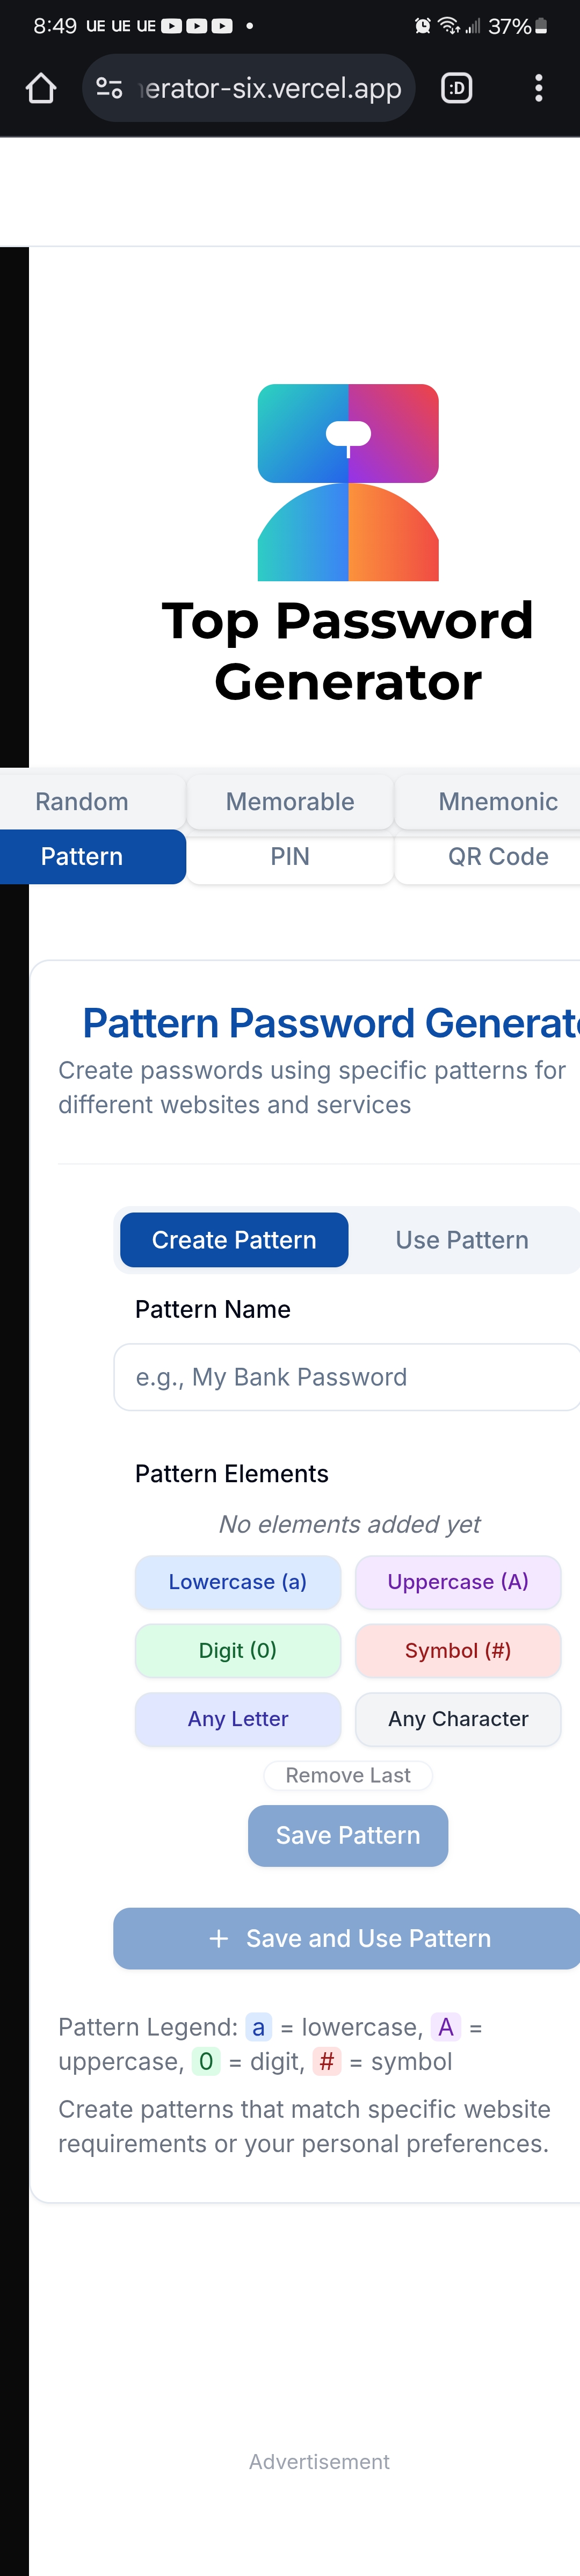 8:49 UE UE UE 37%
erator-six.vercel.app :D
Top Password
Generator
Random Memorable Mnemonic
Pattern PIN QR Code
Pattern Password Generat
Create passwords using specific patterns for
different websites and services
Create Pattern Use Pattern
Pattern Name
e.g., My Bank Password
Pattern Elements
No elements added yet
Lowercase (a) Uppercase (A)
Digit (0) Symbol (#)
Any Letter Any Character
Remove Last
Save Pattern
+ Save and Use Pattern
Pattern Legend: a = lowercase, A =
uppercase, 0 = digit, # = symbol
Create patterns that match specific website
requirements or your personal preferences.
Advertisement